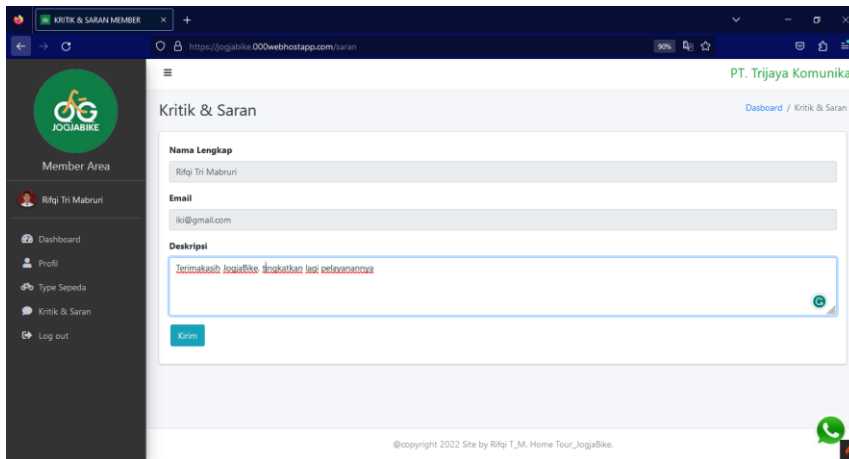 KRITIK & SARAN MEMBER
https://jogjabike.000webhostapp.com/saran
90%
JOGJABIKE
Member Area
Rifqi Tri Mabruri
Dashboard
Profil
Type Sepeda
Kritik & Saran
Log out
PT. Trijaya Komunika
Kritik & Saran
Dasboard / Kritik & Saran
Nama Lengkap
Rifqi Tri Mabruri
Email
iki@gmail.com
Deskripsi
Terimakasih JogjaBike, tingkatkan lagi pelayanannya
Kirim
@copyright 2022 Site by Rifqi T_M. Home Tour_JogjaBike.